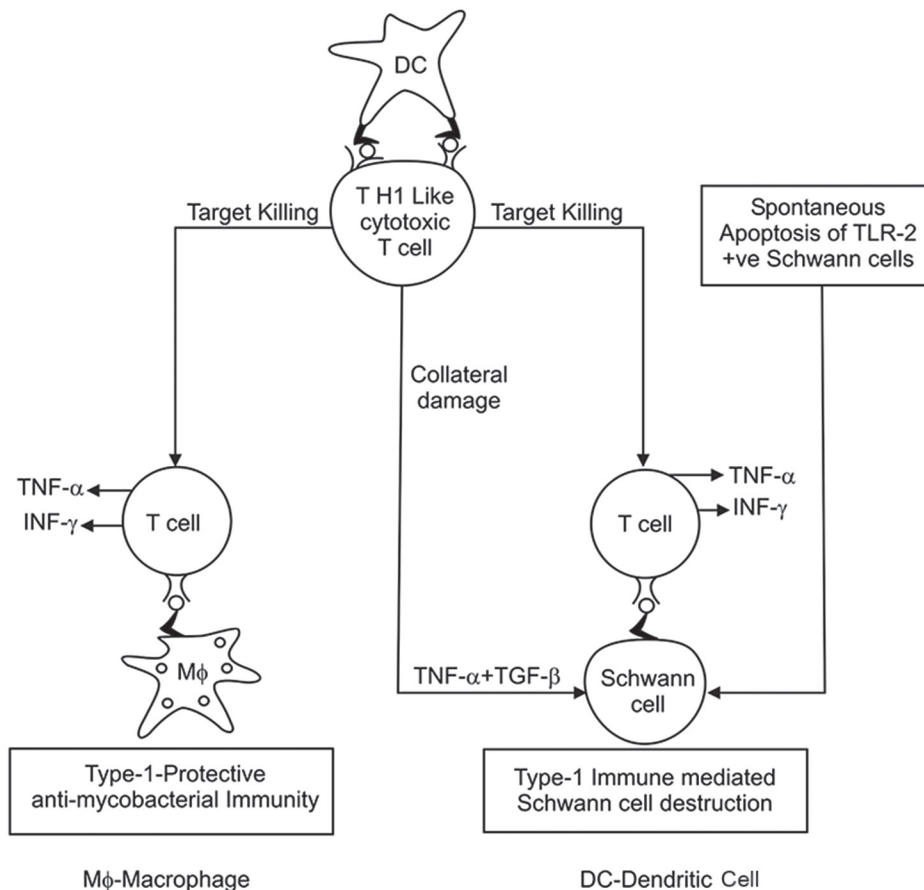 DC
T H1 Like
cytotoxic
T cell
Target Killing
Target Killing
Spontaneous
Apoptosis of TLR-2
+ve Schwann cells
Collateral
damage
TNF-α
INF-γ
T cell
T cell
TNF-α
INF-γ
Mϕ
TNF-α+TGF-β
Schwann
cell
Type-1-Protective
anti-mycobacterial Immunity
Type-1 Immune mediated
Schwann cell destruction
Mϕ-Macrophage
DC-Dendritic Cell